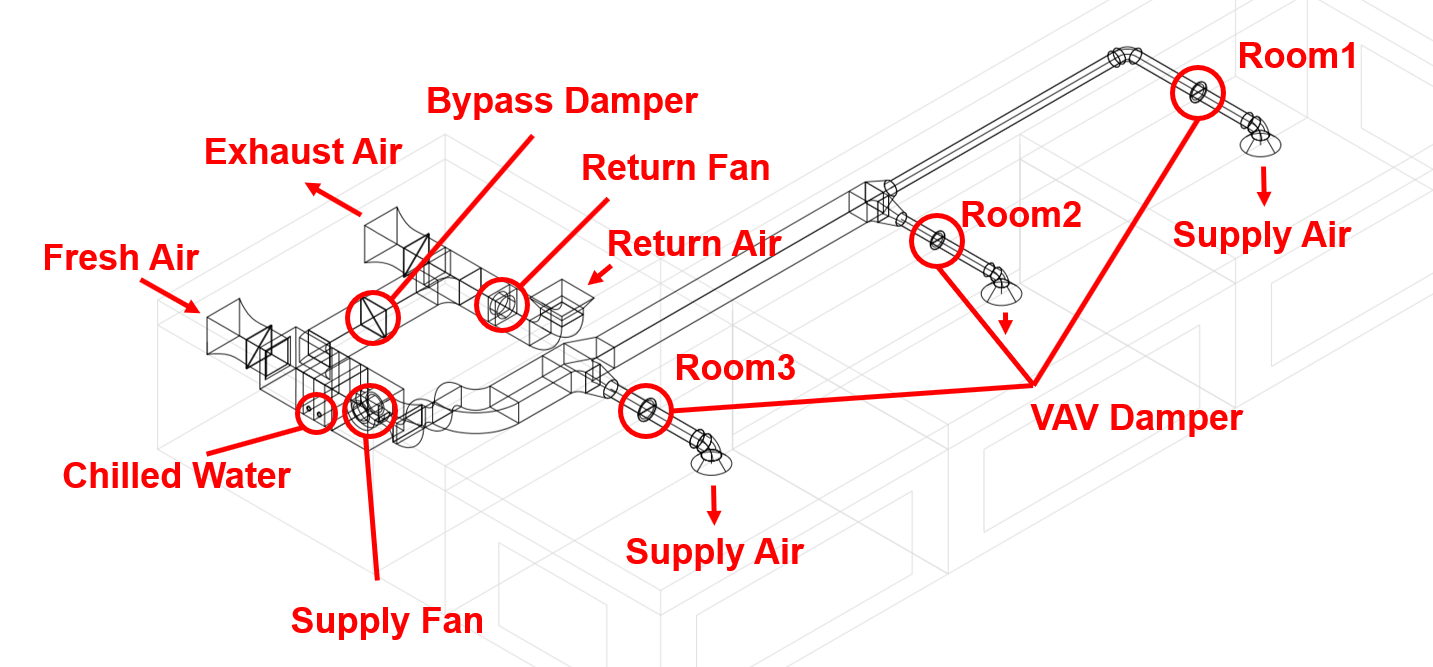 Room1
Bypass Damper
Exhaust Air
Return Fan
Room2
Supply Air
Return Air
Fresh Air
Room3
VAV Damper
Chilled Water
Supply Air
Supply Fan